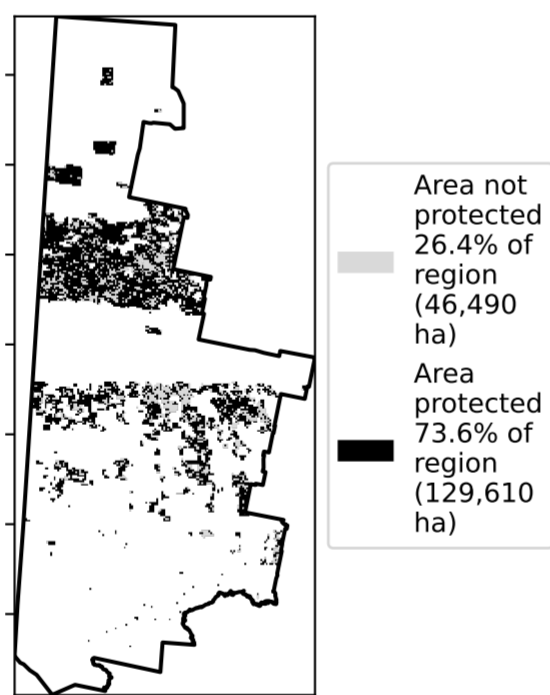 Area not
protected
26.4% of
region
(46,490
ha)
Area
protected
73.6% of
region
(129,610
ha)